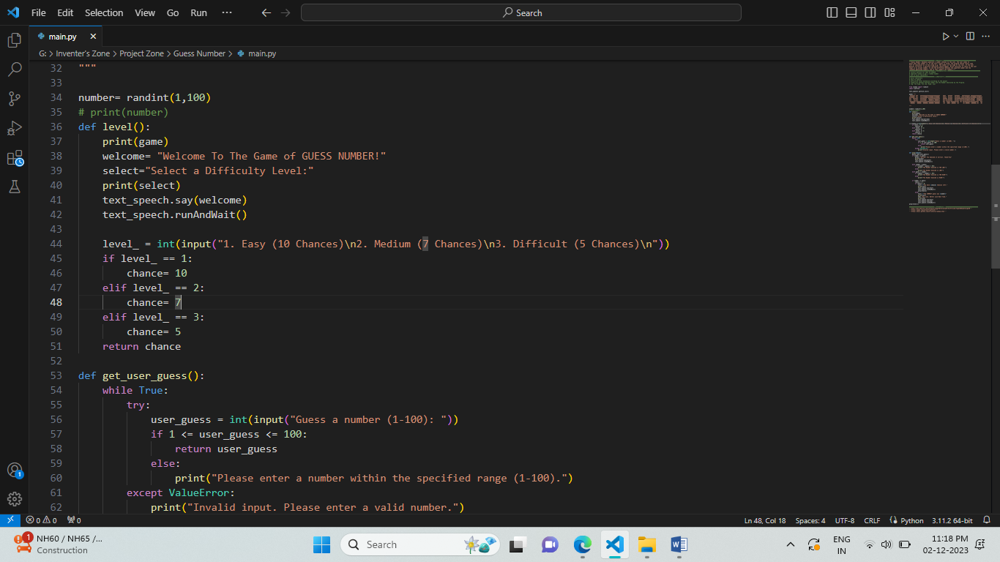 File Edit Selection View Go Run ··· Search
main.py
G: > Inventer's Zone > Project Zone > Guess Number > main.py
32 """
33
34 number= randint(1,100)
35 # print(number)
36 def level():
37 print(game)
38 welcome= "Welcome To The Game of GUESS NUMBER!"
39 select="Select a Difficulty Level:"
40 print(select)
41 text_speech.say(welcome)
42 text_speech.runAndWait()
43
44 level_ = int(input("1. Easy (10 Chances)\n2. Medium (7 Chances)\n3. Difficult (5 Chances)\n"))
45 if level_ == 1:
46 chance= 10
47 elif level_ == 2:
48 chance= 7
49 elif level_ == 3:
50 chance= 5
51 return chance
52
53 def get_user_guess():
54 while True:
55 try:
56 user_guess = int(input("Guess a number (1-100): "))
57 if 1 <= user_guess <= 100:
58 return user_guess
59 else:
60 print("Please enter a number within the specified range (1-100).")
61 except ValueError:
62 print("Invalid input. Please enter a valid number.")
1
0 0 0 Ln 48, Col 18 Spaces: 4 UTF-8 CRLF Python 3.11.2 64-bit
1 NH60 / NH65 /...
Construction
Search
ENG
IN
11:18 PM
02-12-2023